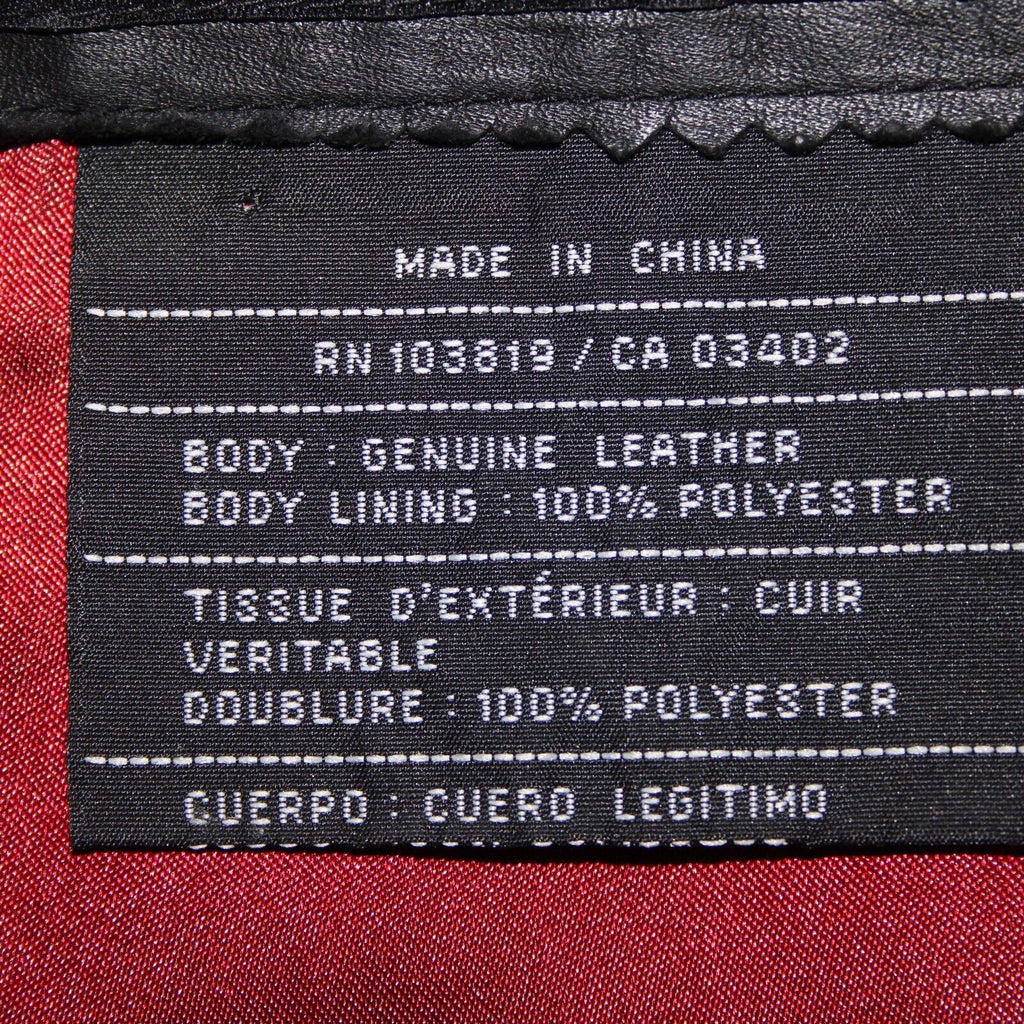 MADE IN CHINA
RN 103819 / CA 03402
BODY : GENUINE LEATHER
BODY LINING : 100% POLYESTER
TISSUE D'EXTÉRIEUR : CUIR
VERITABLE
DOUBLURE : 100% POLYESTER
CUERPO : CUERO LEGITIMO